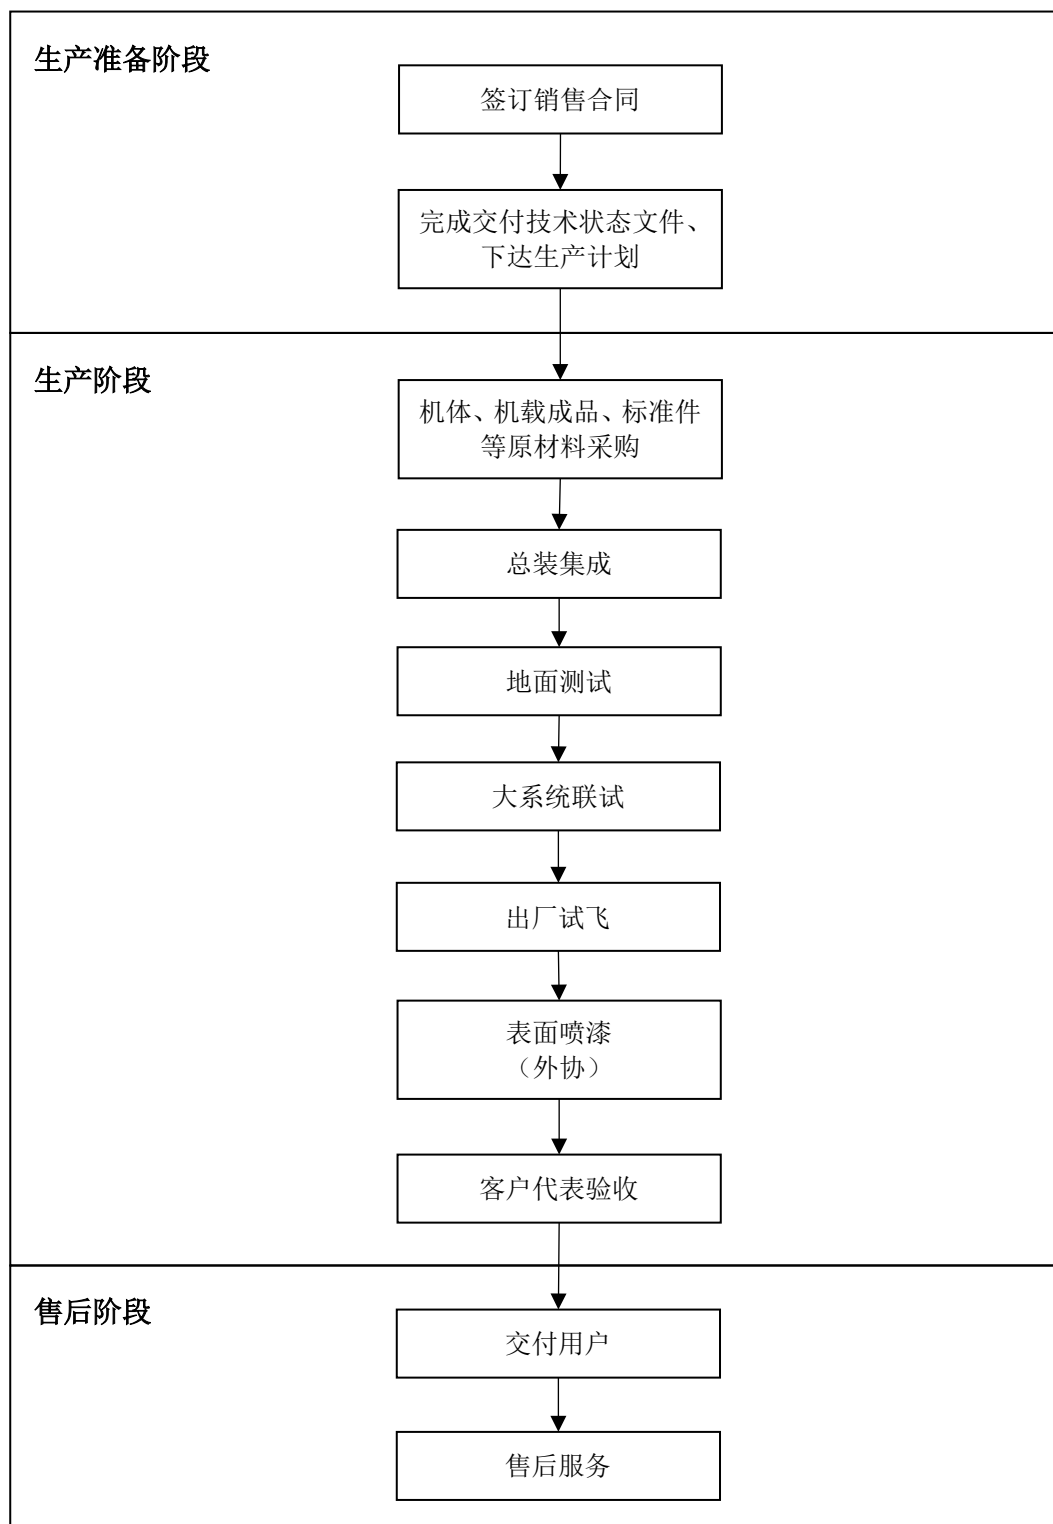 生产准备阶段
签订销售合同
完成交付技术状态文件、
下达生产计划
生产阶段
机体、机载成品、标准件
等原材料采购
总装集成
地面测试
大系统联试
出厂试飞
表面喷漆
（外协）
客户代表验收
售后阶段
交付用户
售后服务